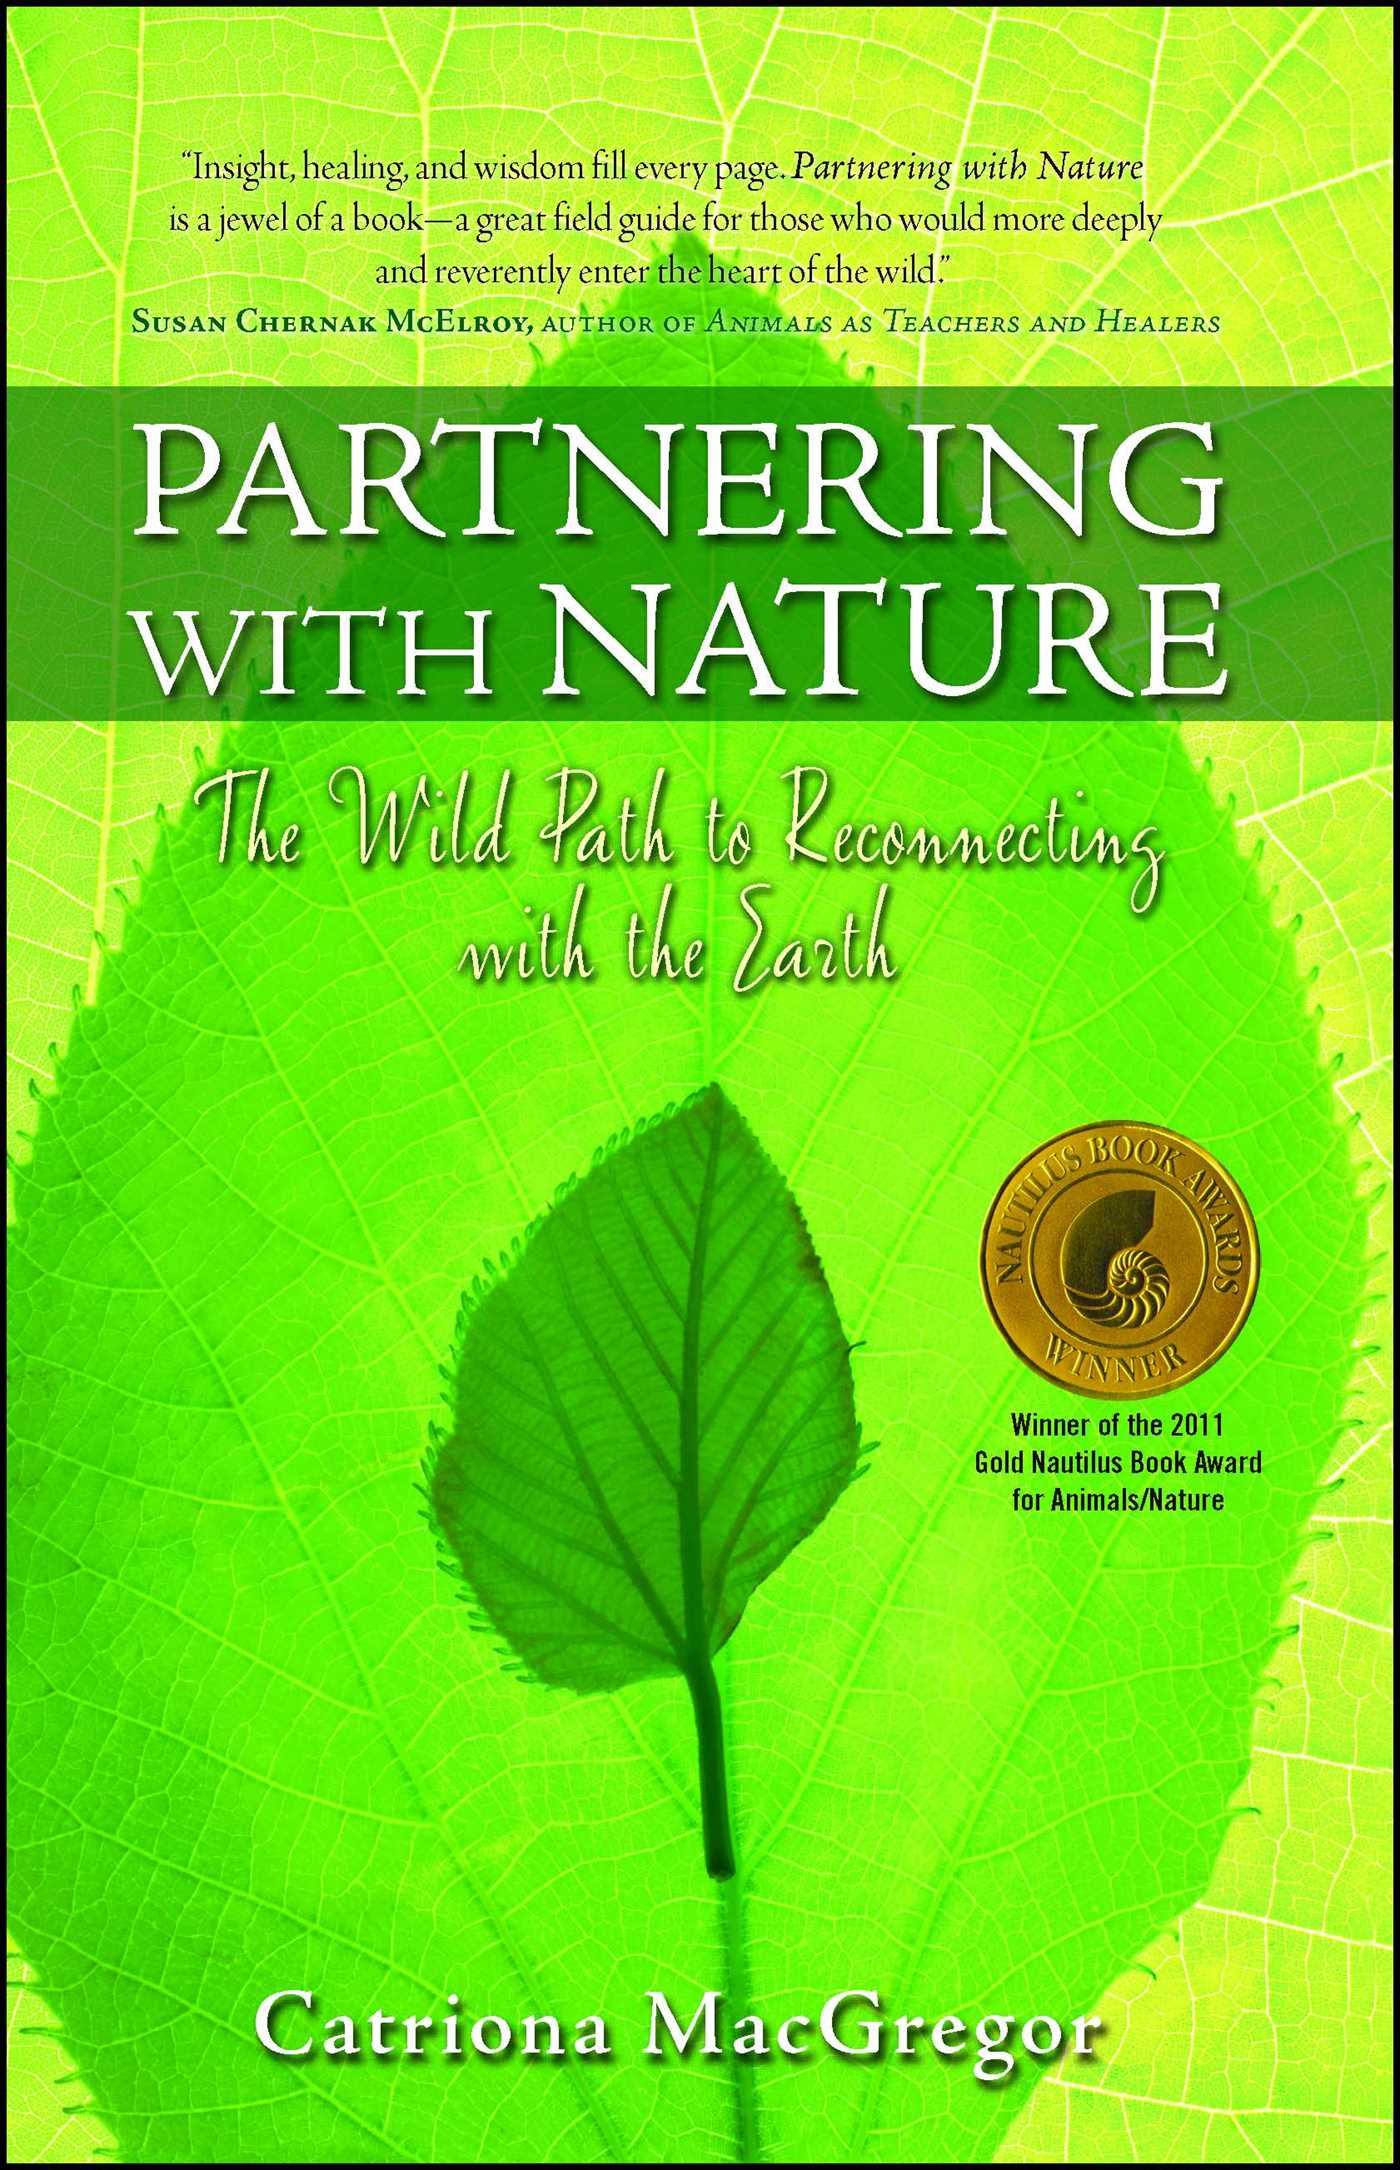 “Insight, healing, and wisdom fill every page. Partnering with Nature
is a jewel of a book—a great field guide for those who would more deeply
and reverently enter the heart of the wild.”
SUSAN CHERNAK MCELROY, AUTHOR OF ANIMALS AS TEACHERS AND HEALERS
PARTNERING
WITH NATURE
The Wild Path to Reconnecting
with the Earth
NAUTILUS BOOK AWARDS
WINNER
Winner of the 2011
Gold Nautilus Book Award
for Animals/Nature
Catriona MacGregor